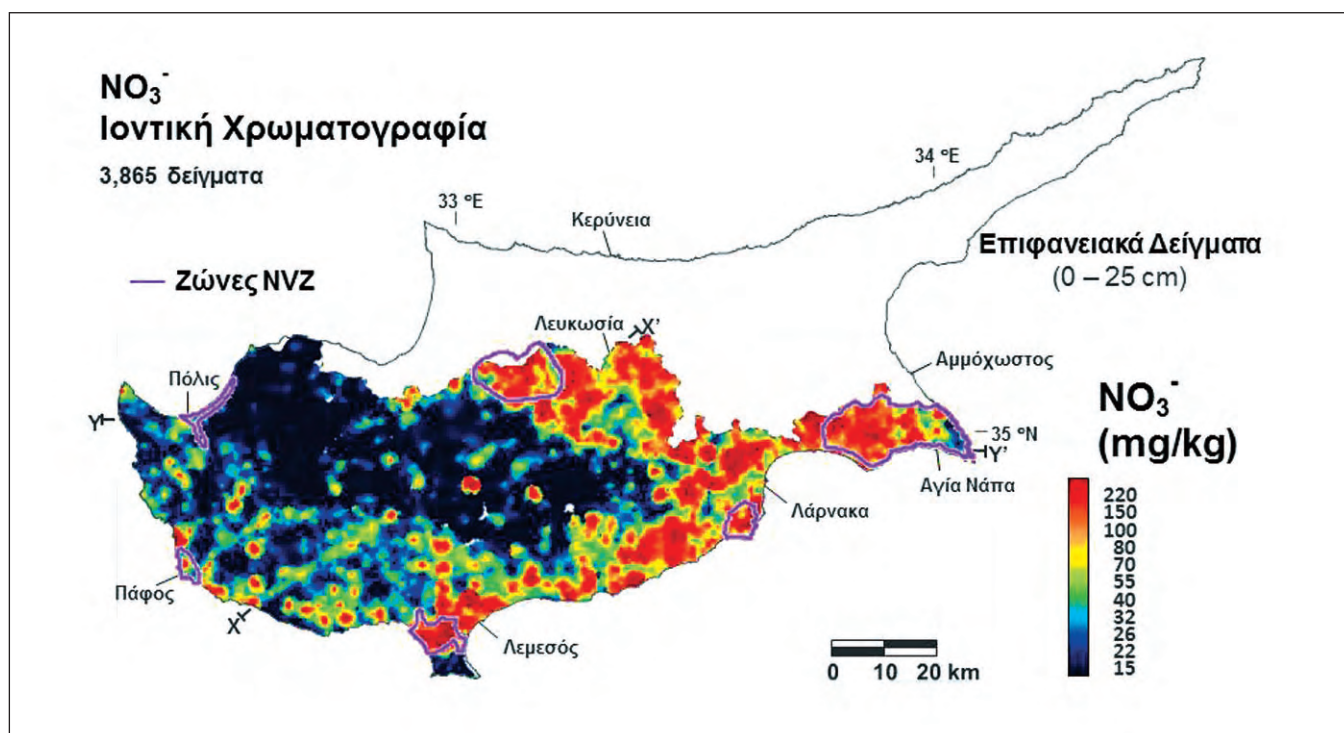 NO₃⁻
Ιοντική Χρωματογραφία
3,865 δείγματα
34 °E
33 °E
Κερύνεια
Επιφανειακά Δείγματα
(0 – 25 cm)
Ζώνες NVZ
Λευκωσία
X'
Αμμόχωστος
Πόλις
Y
NO₃⁻
(mg/kg)
35 °N
Y'
Αγία Νάπα
Λάρνακα
220
150
100
80
70
55
40
32
26
22
15
Πάφος
X
Λεμεσός
0 10 20 km